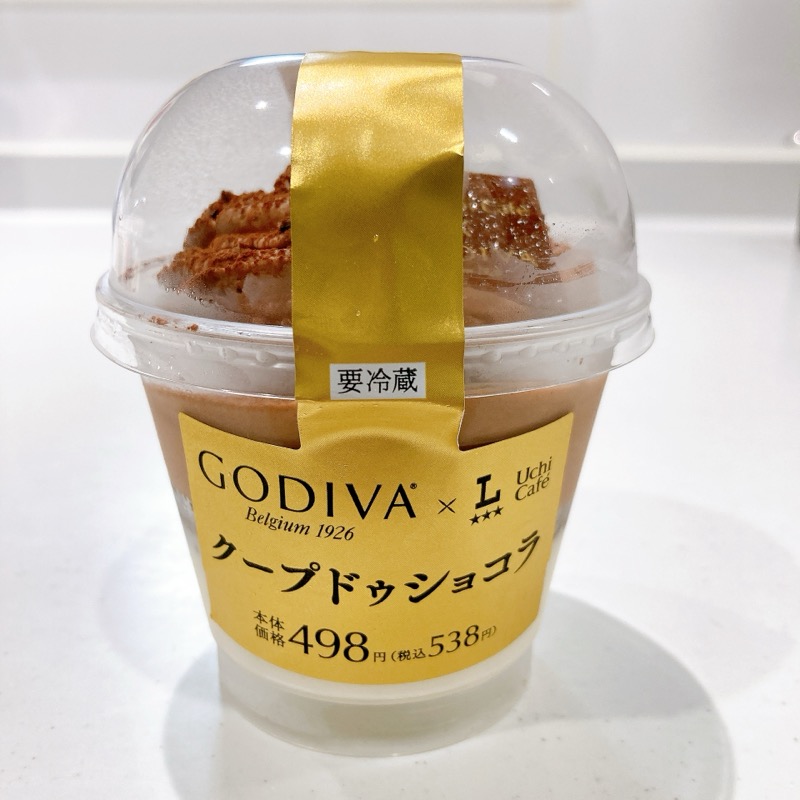 要冷蔵
GODIVA® × L Uchi Café
Belgium 1926
クープドゥショコラ
本体価格498円(税込538円)